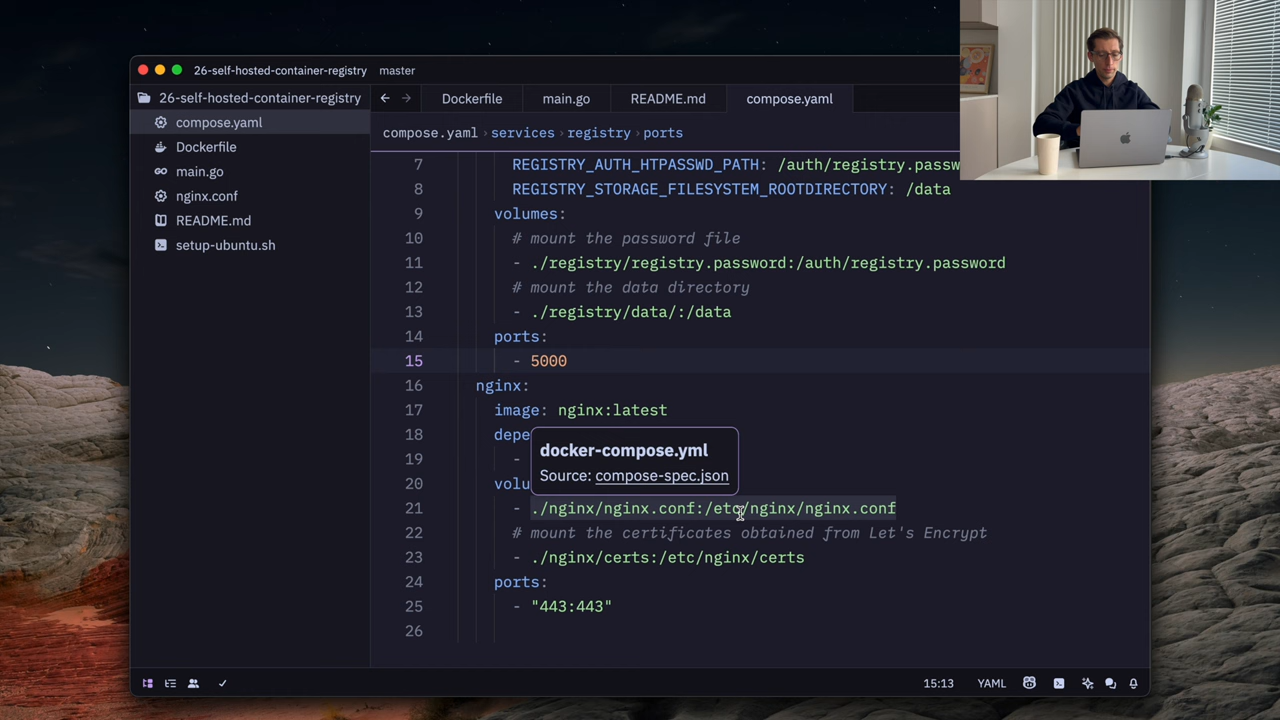 26-self-hosted-container-registry master
26-self-hosted-container-registry
compose.yaml
Dockerfile
main.go
nginx.conf
README.md
setup-ubuntu.sh
Dockerfile main.go README.md compose.yaml
compose.yaml › services › registry › ports
7 REGISTRY_AUTH_HTPASSWD_PATH: /auth/registry.passw
8 REGISTRY_STORAGE_FILESYSTEM_ROOTDIRECTORY: /data
9 volumes:
10 # mount the password file
11 - ./registry/registry.password:/auth/registry.password
12 # mount the data directory
13 - ./registry/data/:/data
14 ports:
15 - 5000
16 nginx:
17 image: nginx:latest
18 depe
docker-compose.yml
Source: compose-spec.json
19 -
20 volu
21 - ./nginx/nginx.conf:/etc/nginx/nginx.conf
22 # mount the certificates obtained from Let's Encrypt
23 - ./nginx/certs:/etc/nginx/certs
24 ports:
25 - "443:443"
26
15:13 YAML